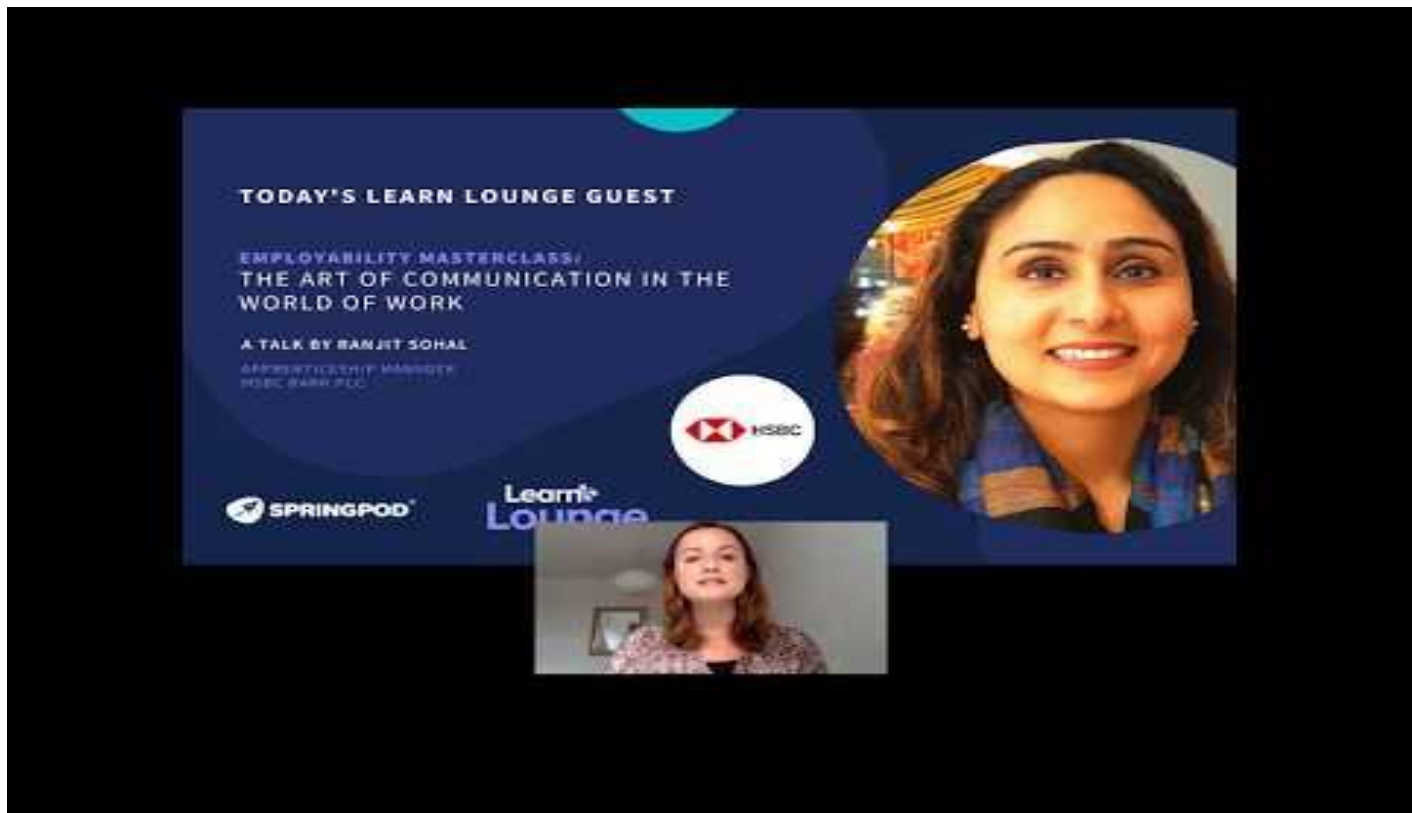 TODAY'S LEARN LOUNGE GUEST
EMPLOYABILITY MASTERCLASS:
THE ART OF COMMUNICATION IN THE
WORLD OF WORK
A TALK BY RANJIT SOHAL
APPRENTICESHIP MANAGER
HSBC BANK PLC
HSBC
SPRINGPOD
Learn
Lounge